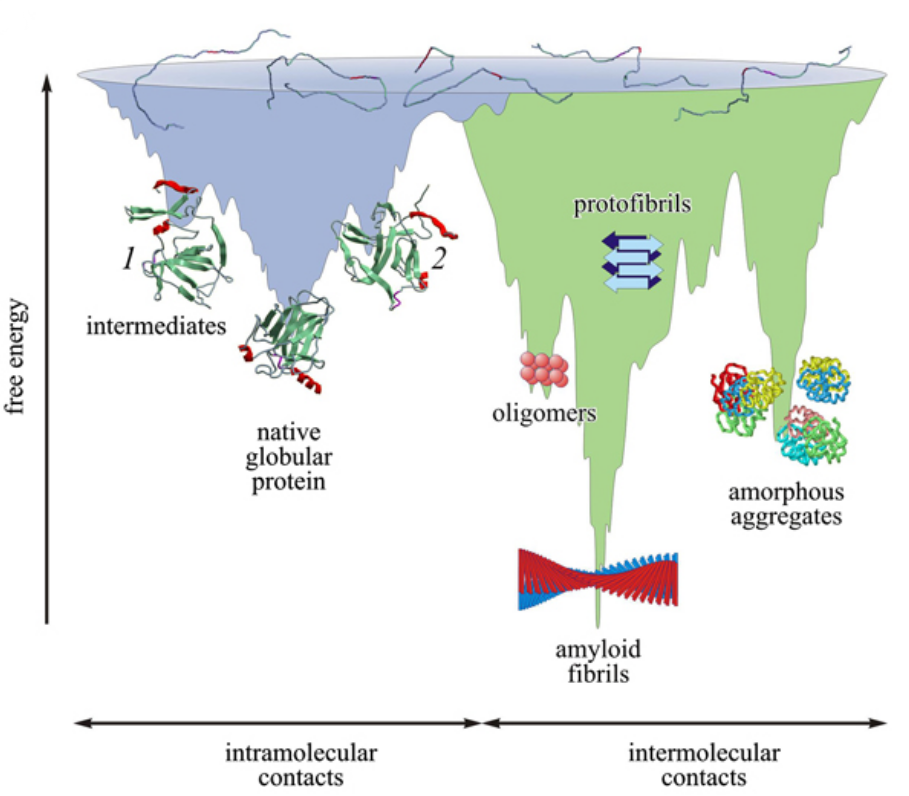 protofibrils
1
2
intermediates
free energy
oligomers
native
globular
protein
amorphous
aggregates
amyloid
fibrils
intramolecular
contacts
intermolecular
contacts